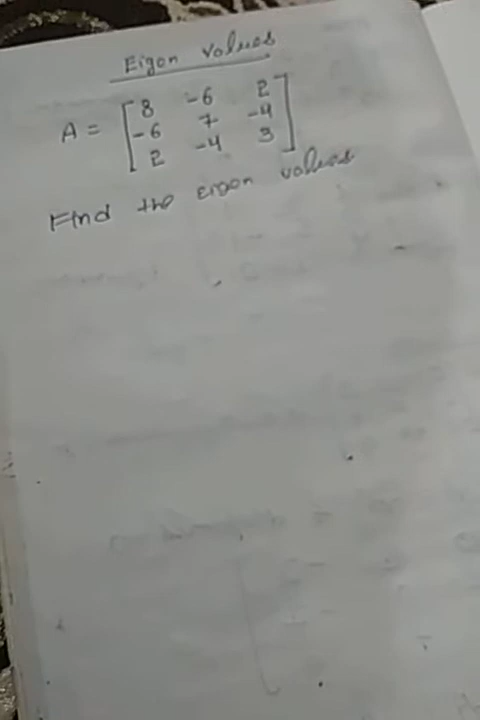 Eigen values
8 -6 2
A = -6 7 -4
2 -4 3
Find the eigen values